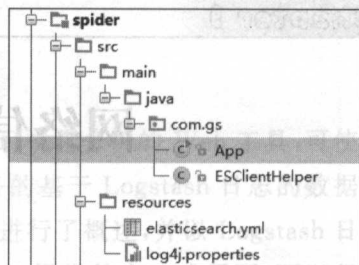 spider
src
main
java
com.gs
App
ESClientHelper
resources
elasticsearch.yml
log4j.properties